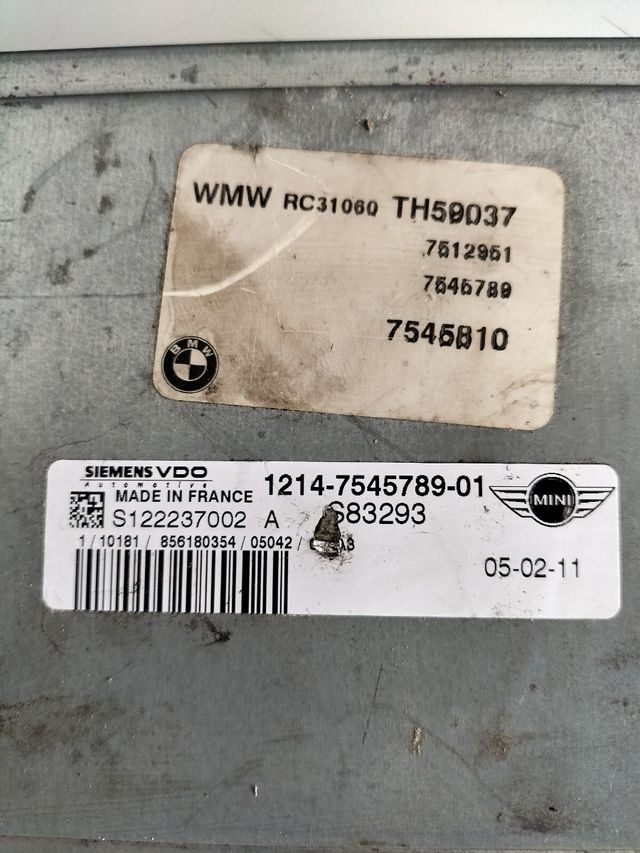 WMW RC31060 TH59037
7512951
7545789
7545810
BMW
SIEMENS VDO
Automotive
1214-7545789-01
MADE IN FRANCE
MINI
S122237002 A
S83293
1/10181/ 856180354/05042/
05-02-11